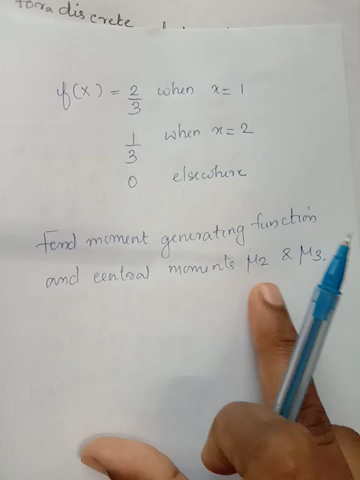 for a discrete
f(x) = 2/3 when x = 1
1/3 when x = 2
0 elsewhere
Find moment generating function
and central moments μ2 & μ3.